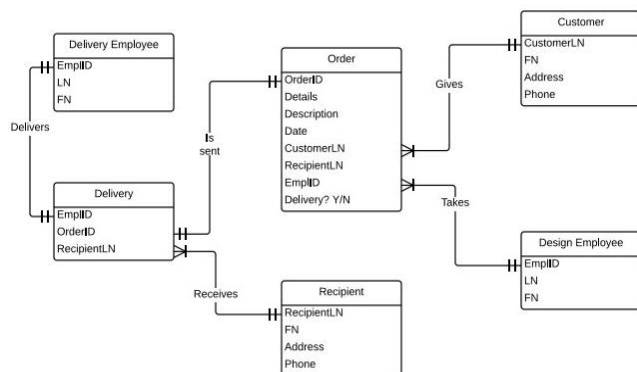 Delivery Employee
EmplID
LN
FN
Delivers
Delivery
EmplID
OrderID
RecipientLN
Is
sent
Receives
Order
OrderID
Details
Description
Date
CustomerLN
RecipientLN
EmplID
Delivery? Y/N
Recipient
RecipientLN
FN
Address
Phone
Gives
Takes
Customer
CustomerLN
FN
Address
Phone
Design Employee
EmplID
LN
FN